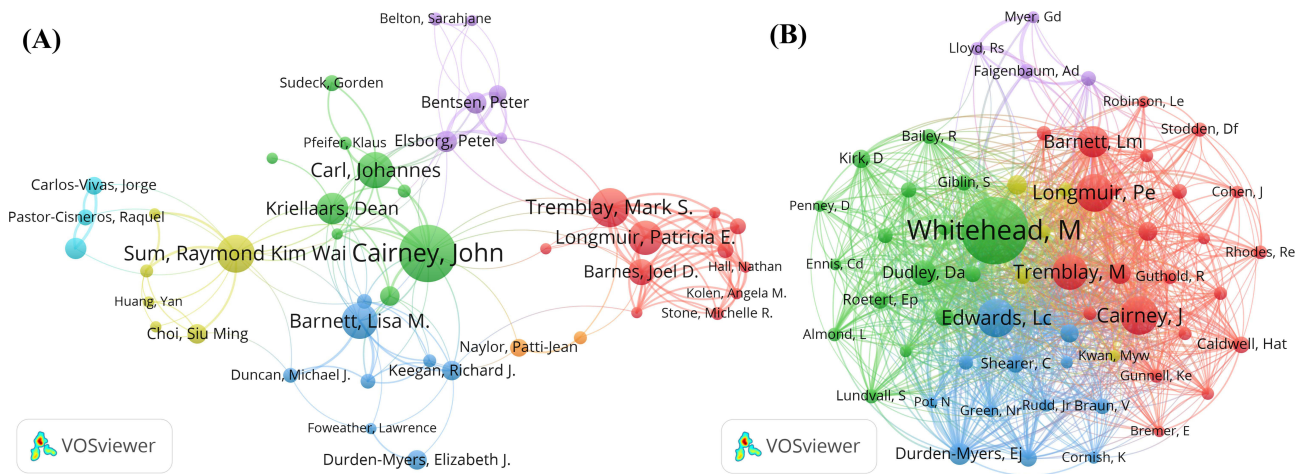 (A)
Belton, Sarahjane
Sudeck, Gorden
Bentsen, Peter
Pfeifer, Klaus
Elsborg, Peter
Carl, Johannes
Carlos-Vivas, Jorge
Kriellaars, Dean
Pastor-Cisneros, Raquel
Tremblay, Mark S.
Longmuir, Patricia E.
Sum, Raymond Kim Wai
Cairney, John
Barnes, Joel D.
Hall, Nathan
Kolen, Angela M.
Huang, Yan
Stone, Michelle R.
Barnett, Lisa M.
Choi, Siu Ming
Naylor, Patti-Jean
Duncan, Michael J.
Keegan, Richard J.
Foweather, Lawrence
Durden-Myers, Elizabeth J.
VOSviewer
(B)
Myer, Gd
Lloyd, Rs
Faigenbaum, Ad
Robinson, Le
Bailey, R
Stodden, Df
Barnett, Lm
Kirk, D
Giblin, S
Longmuir, Pe
Cohen, J
Penney, D
Whitehead, M
Rhodes, Re
Ennis, Cd
Dudley, Da
Tremblay, M
Guthold, R
Roetert, Ep
Edwards, Lc
Cairney, J
Almond, L
Caldwell, Hat
Kwan, Myw
Shearer, C
Gunnell, Ke
Lundvall, S
Pot, N
Green, Nr
Rudd, Jr
Braun, V
Bremer, E
Durden-Myers, Ej
Cornish, K
VOSviewer